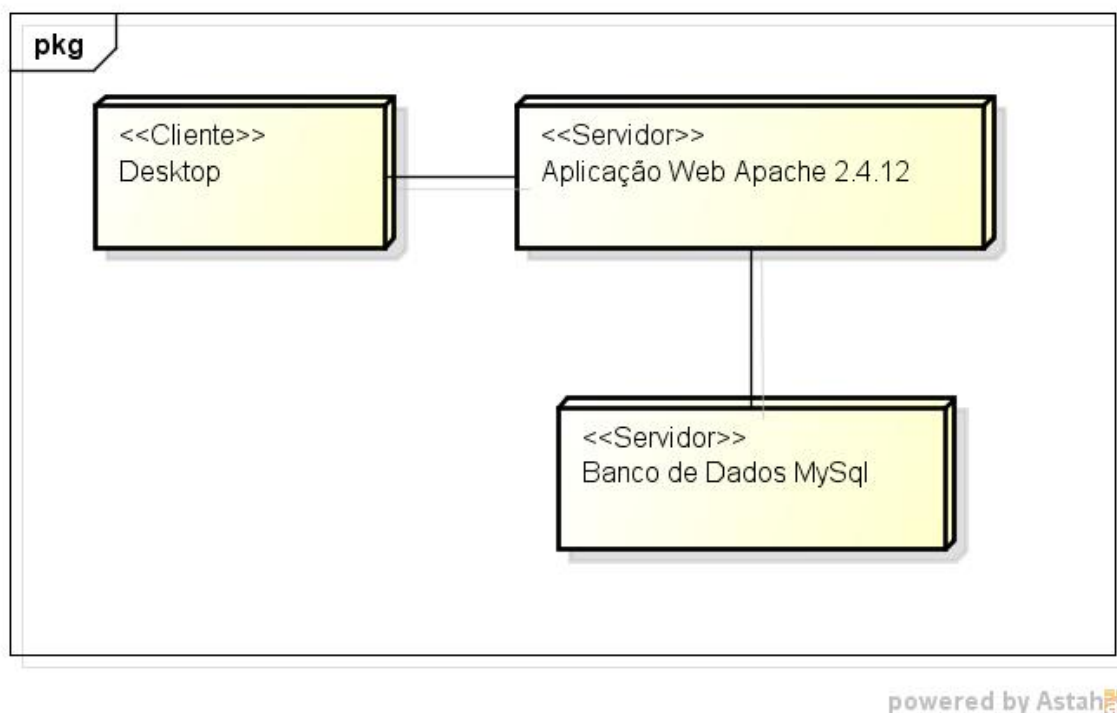 pkg
<<Cliente>>
Desktop
<<Servidor>>
Aplicação Web Apache 2.4.12
<<Servidor>>
Banco de Dados MySql
powered by Astah